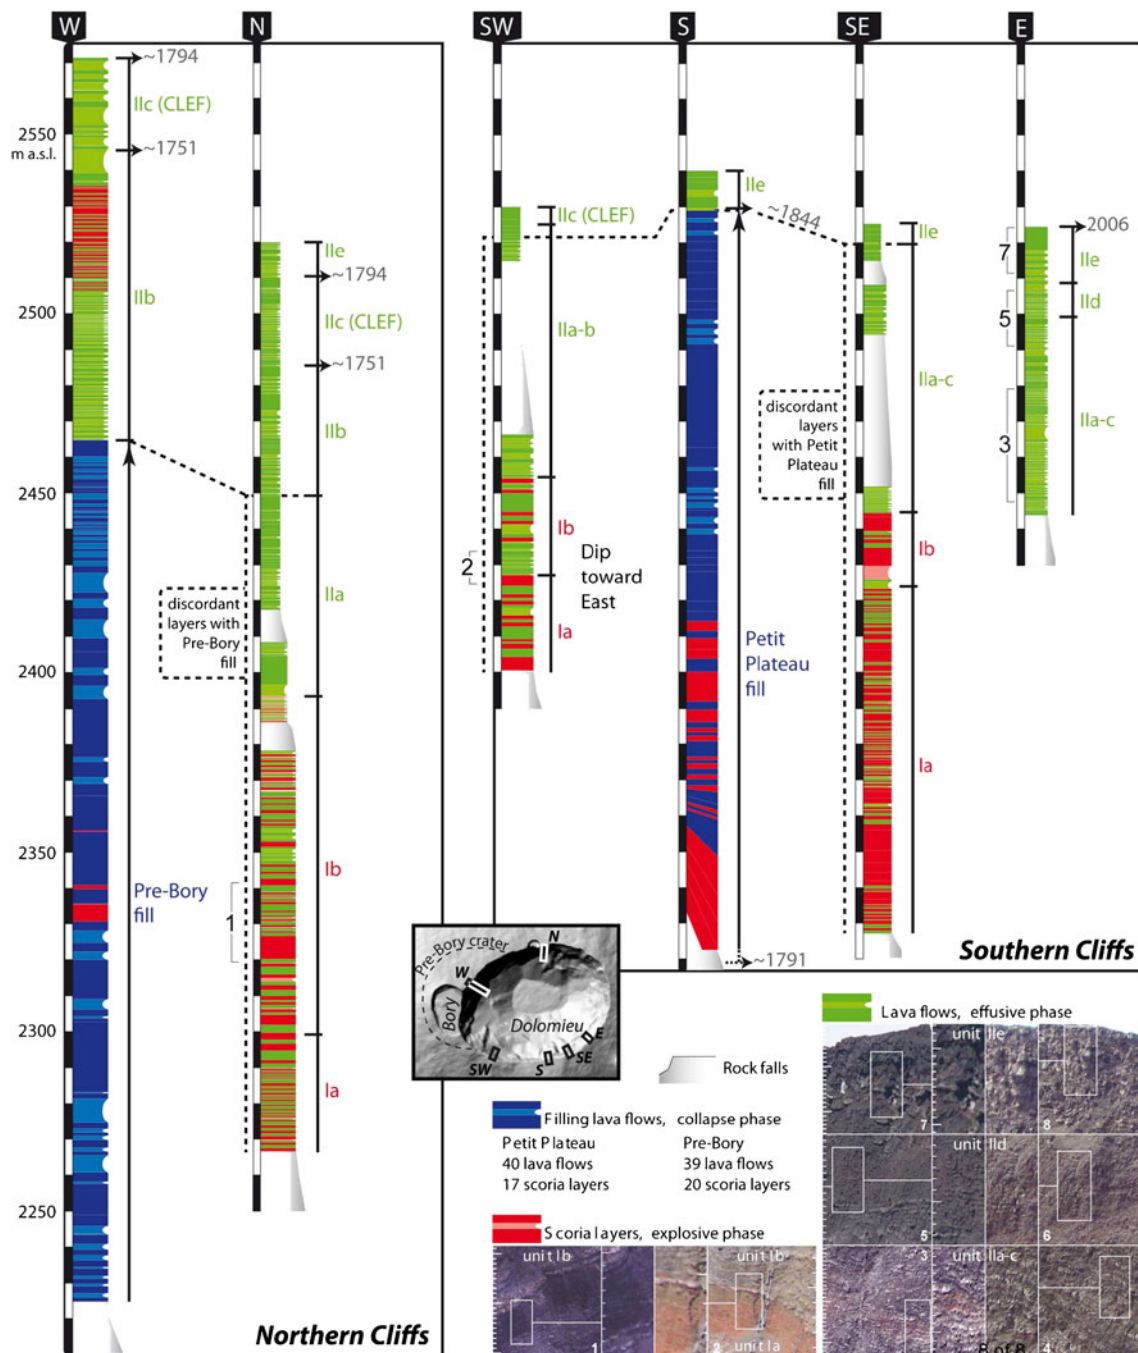 W
N
SW
S
SE
E
2550
m a.s.l.
2500
2450
2400
2350
2300
2250
~1794
IIc (CLEF)
~1751
IIb
Pre-Bory
fill
IIe
~1794
IIc (CLEF)
~1751
IIb
IIa
discordant
layers with
Pre-Bory
fill
1
Ib
Ia
Northern Cliffs
IIc (CLEF)
IIa-b
2
Ib
Ia
Dip
toward
East
IIe
~1844
Petit
Plateau
fill
~1791
discordant
layers
with Petit
Plateau
fill
IIe
IIa-c
Ib
Ia
7
5
3
2006
IIe
IId
IIa-c
Southern Cliffs
Pre-Bory crater
N
W
Bory
Dolomieu
E
SE
S
SW
Rock falls
Filling lava flows, collapse phase
Petit Plateau
40 lava flows
17 scoria layers
Pre-Bory
39 lava flows
20 scoria layers
Scoria layers, explosive phase
unit Ib
1
unit Ib
2
unit Ia
Lava flows, effusive phase
unit IIe
7
8
unit IId
5
6
3
unit IIa-c
8 of 8
4